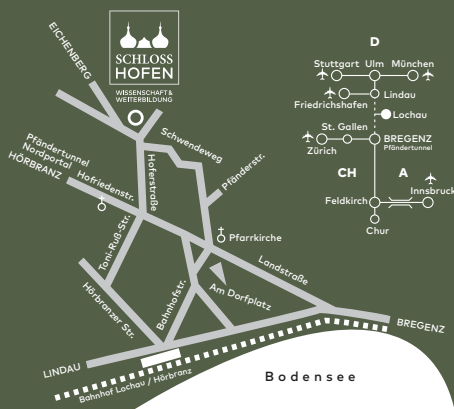 EICHENBERG
SCHLOSS
HOFEN
WISSENSCHAFT &
WEITERBILDUNG
Pfändertunnel
Nordportal
HÖRBRANZ
Hofriedenstr.
Hoferstraße
Schwendeweg
Pfänderstr.
Toni-Ruß-Str.
Pfarrkirche
Hörbranzer Str.
Bahnhofstr.
Am Dorfplatz
Landstraße
LINDAU
BREGENZ
Bahnhof Lochau / Hörbranz
Bodensee
D
Stuttgart Ulm München
Friedrichshafen
Lindau
Lochau
St. Gallen
BREGENZ
Pfändertunnel
Zürich
CH A
Innsbruck
Feldkirch
Chur